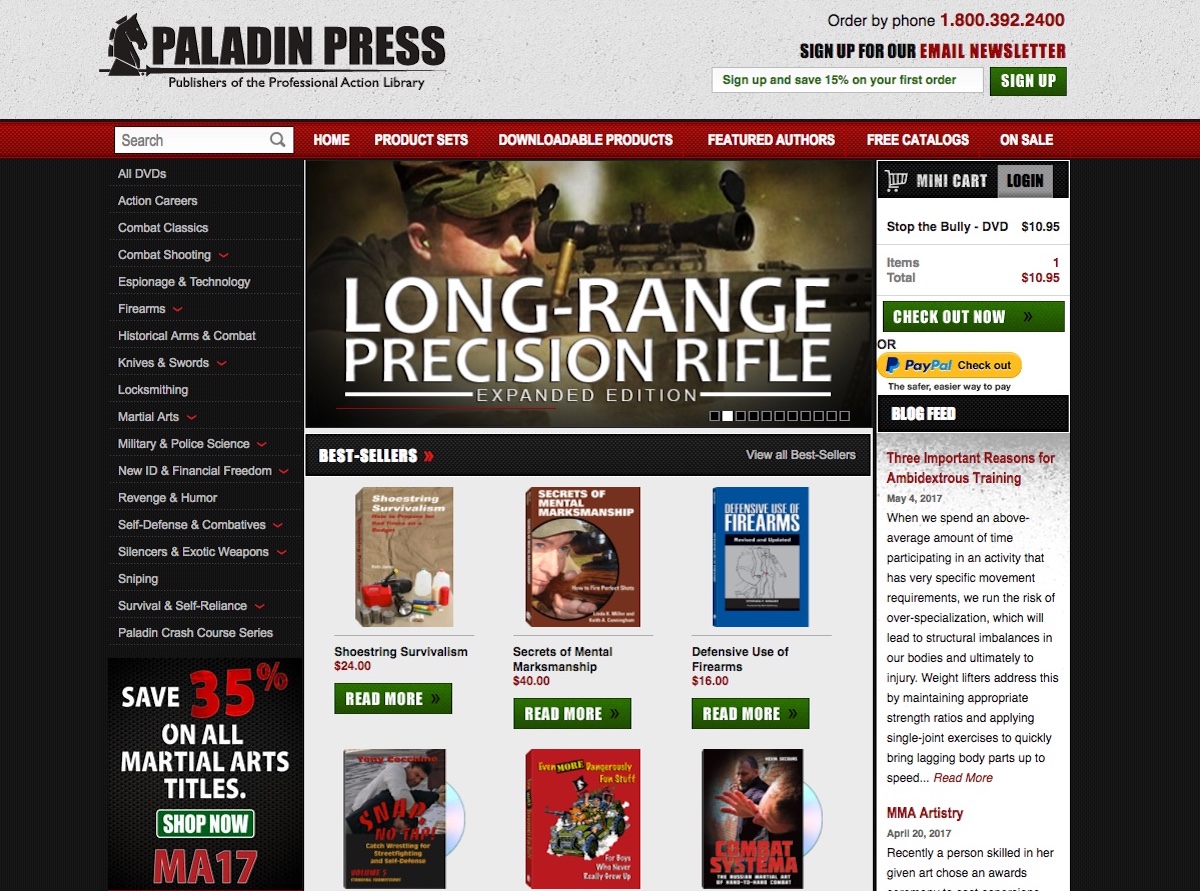 PALADIN PRESS
Publishers of the Professional Action Library
Order by phone 1.800.392.2400
SIGN UP FOR OUR EMAIL NEWSLETTER
Sign up and save 15% on your first order
SIGN UP
Search
HOME
PRODUCT SETS
DOWNLOADABLE PRODUCTS
FEATURED AUTHORS
FREE CATALOGS
ON SALE
All DVDs
Action Careers
Combat Classics
Combat Shooting
Espionage & Technology
Firearms
Historical Arms & Combat
Knives & Swords
Locksmithing
Martial Arts
Military & Police Science
New ID & Financial Freedom
Revenge & Humor
Self-Defense & Combatives
Silencers & Exotic Weapons
Sniping
Survival & Self-Reliance
Paladin Crash Course Series
SAVE 35%
ON ALL
MARTIAL ARTS
TITLES.
SHOP NOW
MA17
LONG-RANGE
PRECISION RIFLE
EXPANDED EDITION
BEST-SELLERS »
View all Best-Sellers
Shoestring
Survivalism
How to Prepare for
Bad Times on a
Budget
Shoestring Survivalism
$24.00
READ MORE »
SECRETS OF
MENTAL
MARKSMANSHIP
How to Fire Perfect Shots
Linda K. Miller and
Keith A. Cunningham
Secrets of Mental
Marksmanship
$40.00
READ MORE »
DEFENSIVE USE OF
FIREARMS
Revised and Updated
Defensive Use of
Firearms
$16.00
READ MORE »
Tony Cecchine
SNAP,
NO TAP!
Catch Wrestling for
Streetfighting
and Self-Defense
VOLUME 5
Even MORE Dangerously
Fun Stuff
For Boys
Who Never
Really Grew Up
KEVIN SECOURS
COMBAT
SYSTEMA
THE RUSSIAN MARTIAL ART
OF HAND-TO-HAND COMBAT
MINI CART
LOGIN
Stop the Bully - DVD $10.95
Items 1
Total $10.95
CHECK OUT NOW »
OR
PayPal Check out
The safer, easier way to pay
BLOG FEED
Three Important Reasons for
Ambidextrous Training
May 4, 2017
When we spend an above-
average amount of time
participating in an activity that
has very specific movement
requirements, we run the risk of
over-specialization, which will
lead to structural imbalances in
our bodies and ultimately to
injury. Weight lifters address this
by maintaining appropriate
strength ratios and applying
single-joint exercises to quickly
bring lagging body parts up to
speed... Read More
MMA Artistry
April 20, 2017
Recently a person skilled in her
given art chose an awards